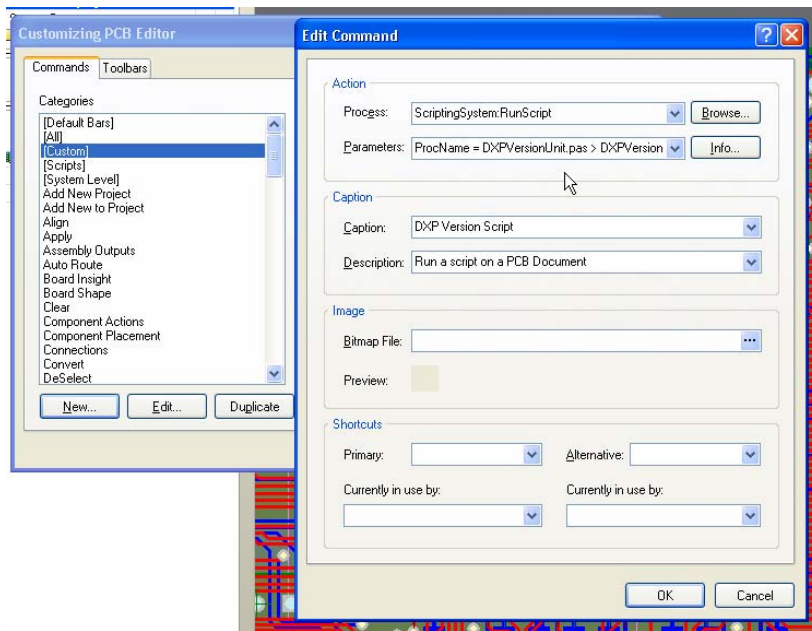 Customizing PCB Editor
Commands
Toolbars
Categories
[Default Bars]
[All]
[Custom]
[Scripts]
[System Level]
Add New Project
Add New to Project
Align
Apply
Assembly Outputs
Auto Route
Board Insight
Board Shape
Clear
Component Actions
Component Placement
Connections
Convert
DeSelect
New...
Edit...
Duplicate
Edit Command
Action
Process:
ScriptingSystem:RunScript
Browse...
Parameters:
ProcName = DXPVersionUnit.pas > DXPVersion
Info...
Caption
Caption:
DXP Version Script
Description:
Run a script on a PCB Document
Image
Bitmap File:
...
Preview:
Shortcuts
Primary:
Alternative:
Currently in use by:
Currently in use by:
OK
Cancel